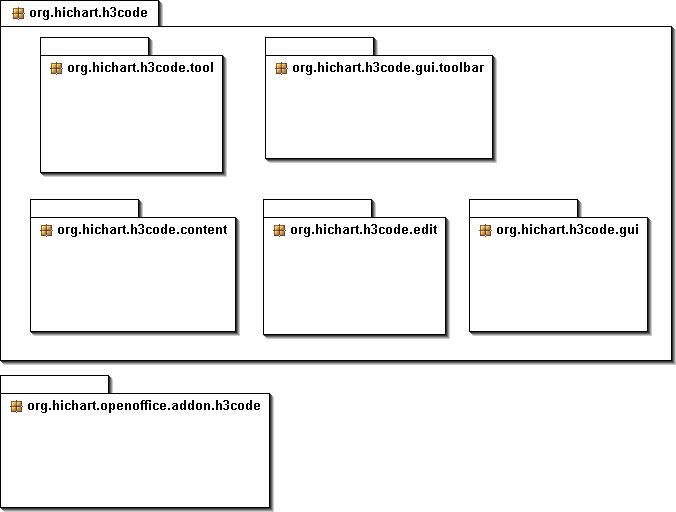 org.hichart.h3code
org.hichart.h3code.tool
org.hichart.h3code.gui.toolbar
org.hichart.h3code.content
org.hichart.h3code.edit
org.hichart.h3code.gui
org.hichart.openoffice.addon.h3code